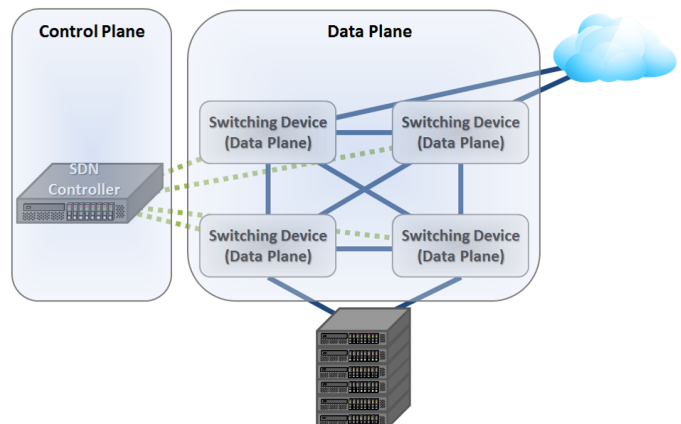 Control Plane
Data Plane
Switching Device
(Data Plane)
Switching Device
(Data Plane)
SDN
Controller
Switching Device
(Data Plane)
Switching Device
(Data Plane)